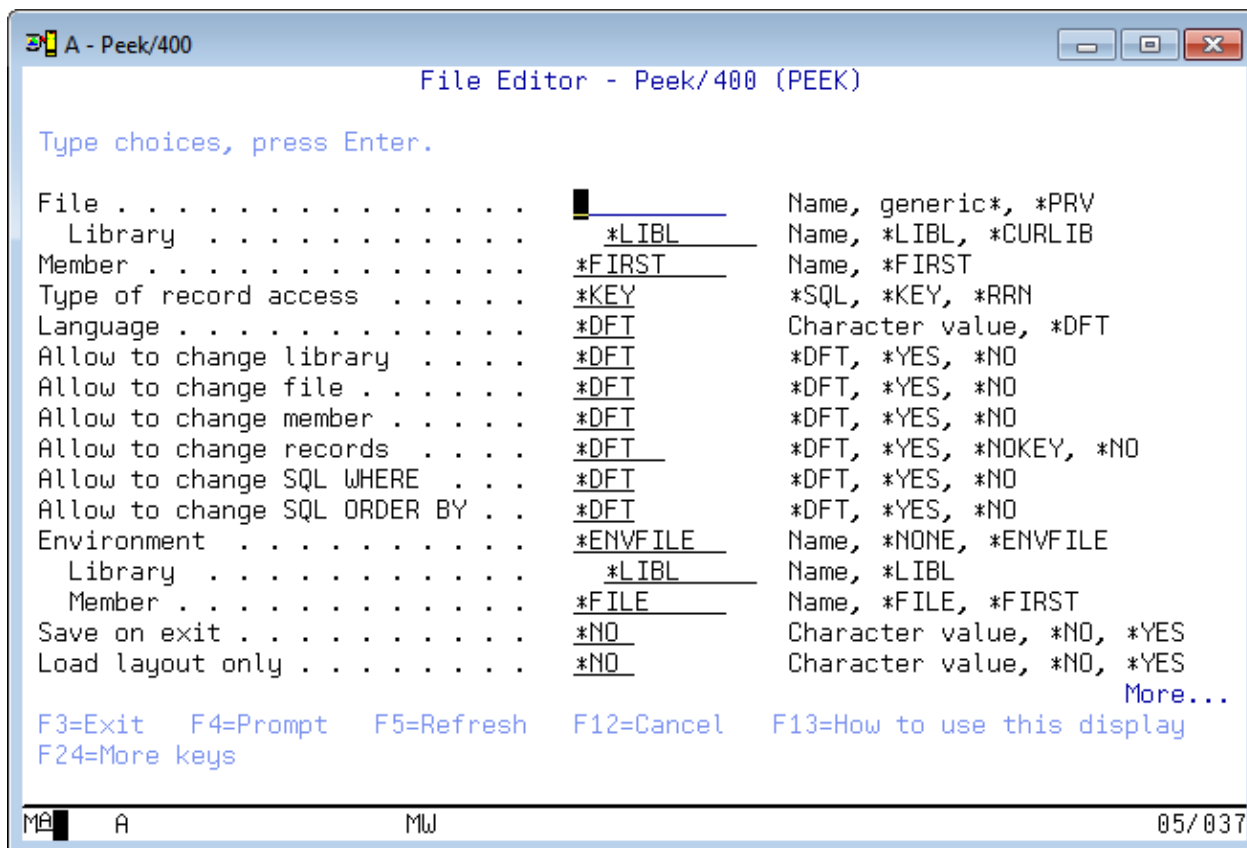 A - Peek/400
File Editor - Peek/400 (PEEK)
Type choices, press Enter.
File . . . . . . . . . . . . . . Name, generic*, *PRV
Library . . . . . . . . . . . *LIBL Name, *LIBL, *CURLIB
Member . . . . . . . . . . . . . *FIRST Name, *FIRST
Type of record access . . . . . *KEY *SQL, *KEY, *RRN
Language . . . . . . . . . . . . *DFT Character value, *DFT
Allow to change library . . . . *DFT *DFT, *YES, *NO
Allow to change file . . . . . . *DFT *DFT, *YES, *NO
Allow to change member . . . . . *DFT *DFT, *YES, *NO
Allow to change records . . . . *DFT *DFT, *YES, *NOKEY, *NO
Allow to change SQL WHERE . . . *DFT *DFT, *YES, *NO
Allow to change SQL ORDER BY . . *DFT *DFT, *YES, *NO
Environment . . . . . . . . . . *ENVFILE Name, *NONE, *ENVFILE
Library . . . . . . . . . . . *LIBL Name, *LIBL
Member . . . . . . . . . . . . *FILE Name, *FILE, *FIRST
Save on exit . . . . . . . . . . *NO Character value, *NO, *YES
Load layout only . . . . . . . . *NO Character value, *NO, *YES
More...
F3=Exit F4=Prompt F5=Refresh F12=Cancel F13=How to use this display
F24=More keys
MA A MW 05/037